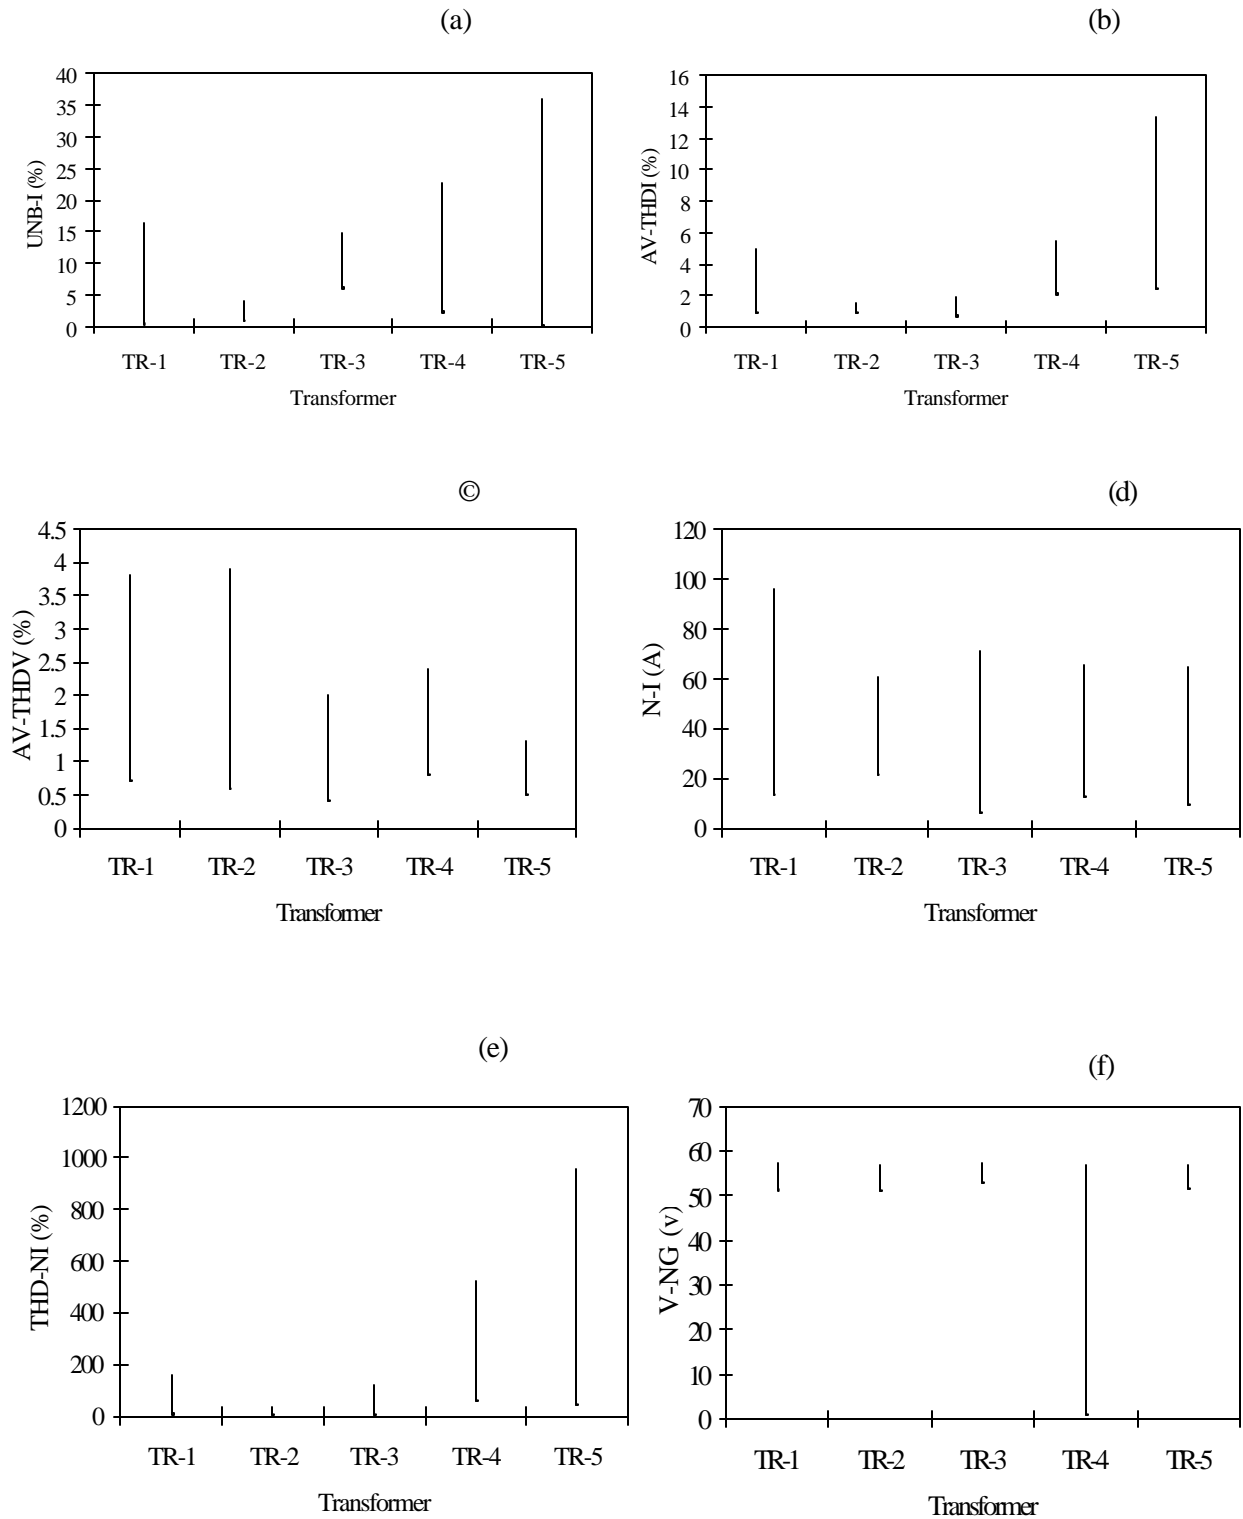 (a)
40
35
30
25
20
15
10
5
0
UNB-I (%)
TR-1 TR-2 TR-3 TR-4 TR-5
Transformer
(b)
16
14
12
10
8
6
4
2
0
AV-THDI (%)
TR-1 TR-2 TR-3 TR-4 TR-5
Transformer
©
4.5
4
3.5
3
2.5
2
1.5
1
0.5
0
AV-THDV (%)
TR-1 TR-2 TR-3 TR-4 TR-5
Transformer
(d)
120
100
80
60
40
20
0
N-I (A)
TR-1 TR-2 TR-3 TR-4 TR-5
Transformer
(e)
1200
1000
800
600
400
200
0
THD-NI (%)
TR-1 TR-2 TR-3 TR-4 TR-5
Transformer
(f)
70
60
50
40
30
20
10
0
V-NG (v)
TR-1 TR-2 TR-3 TR-4 TR-5
Transformer